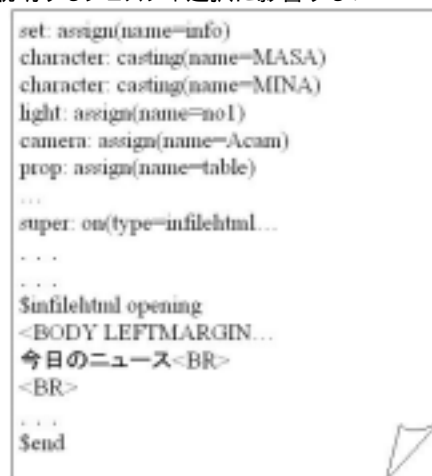 set: assign(name=info)
character: casting(name=MASA)
character: casting(name=MINA)
light: assign(name=no1)
camera: assign(name=Acam)
prop: assign(name=table)
...
super: on(type=infilehtml...
. . .
. . .
$infilehtml opening
<BODY LEFTMARGIN...
今日のニュース<BR>
<BR>
. . .
$end